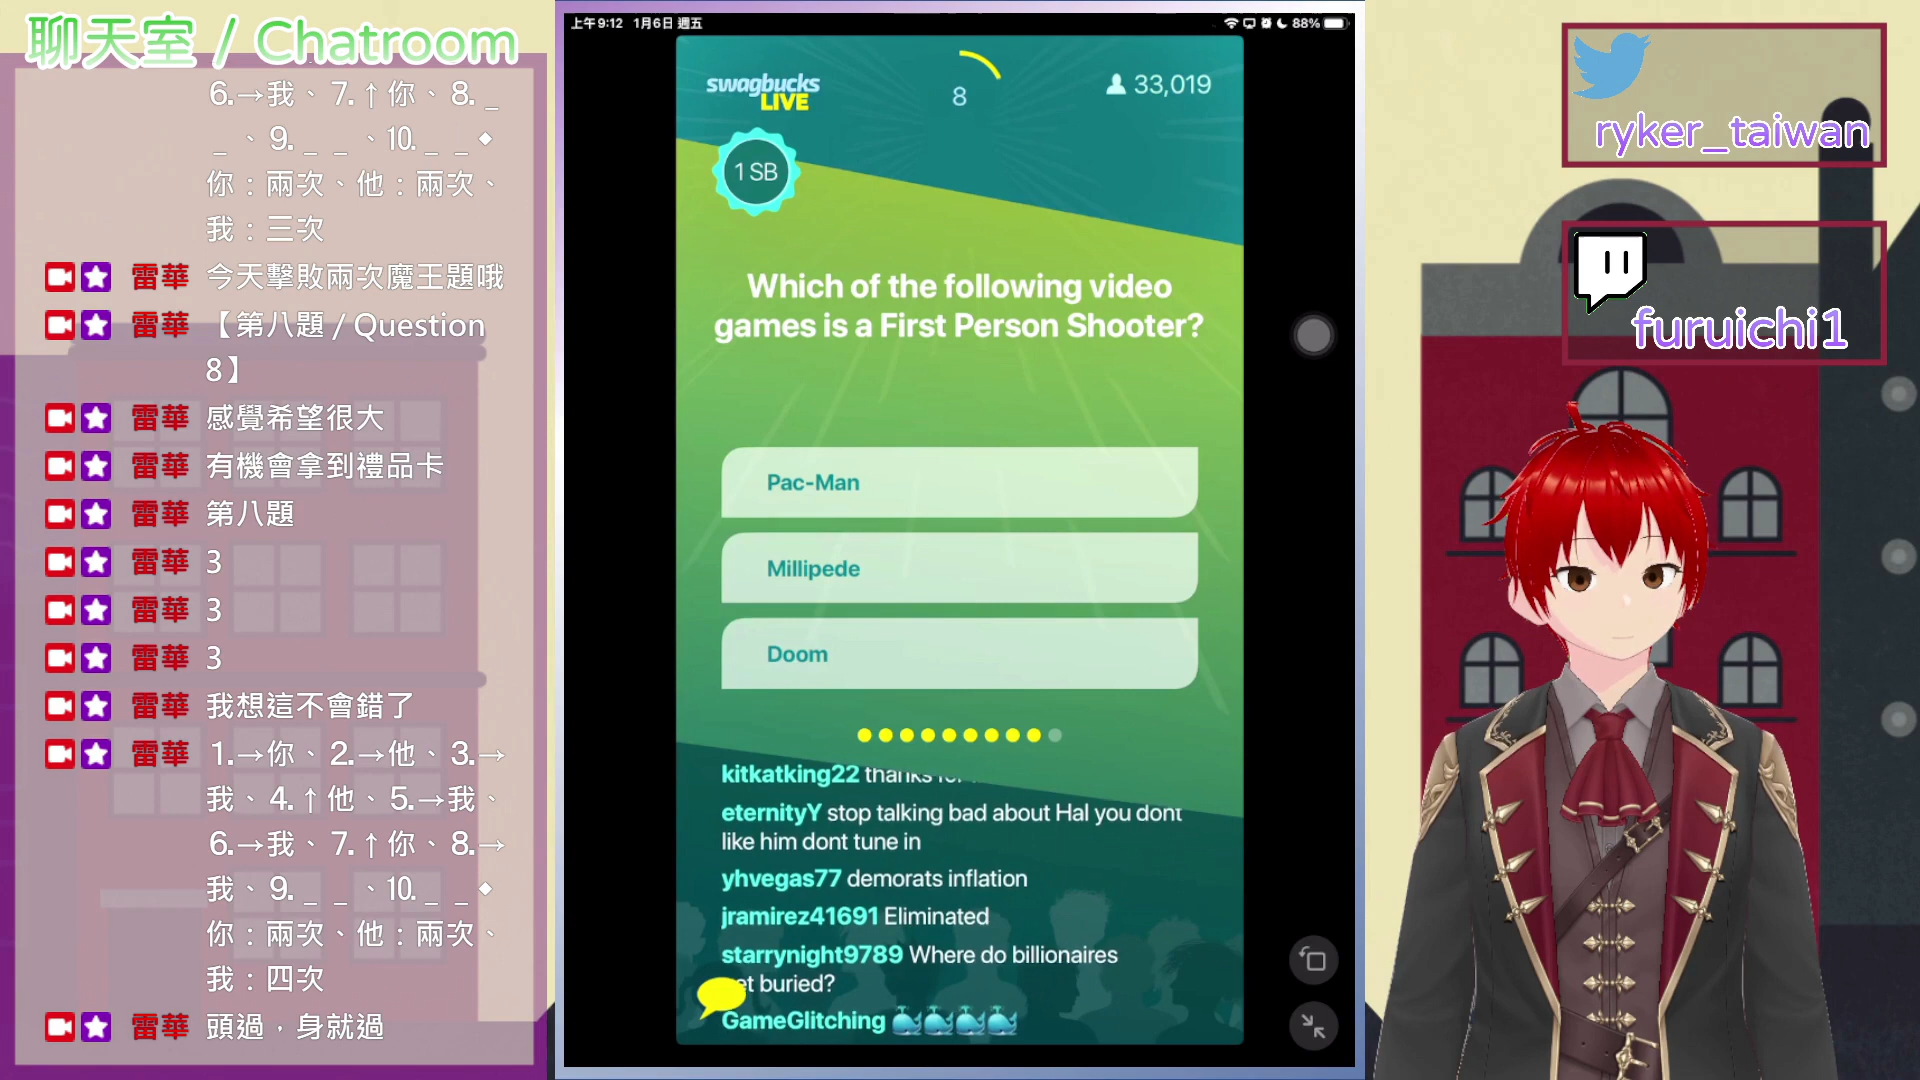 聊天室 / Chatroom
6.→我、7.↑你、8. _
_ 、9. _ _ 、10. _ _ ◆
你：兩次、他：兩次、
我：三次
雷華 今天擊敗兩次魔王題哦
雷華 【第八題 / Question
8】
雷華 感覺希望很大
雷華 有機會拿到禮品卡
雷華 第八題
雷華 3
雷華 3
雷華 3
雷華 我想這不會錯了
雷華 1.→你、2.→他、3.→
我、4.↑他、5.→我、
6.→我、7.↑你、8.→
我、9. _ _ 、10. _ _ ◆
你：兩次、他：兩次、
我：四次
雷華 頭過，身就過
上午9:12 1月6日 週五
88%
swagbucks
LIVE
8
33,019
1 SB
Which of the following video
games is a First Person Shooter?
Pac-Man
Millipede
Doom
kitkatking22 thanks
eternityY stop talking bad about Hal you dont
like him dont tune in
yhvegas77 demorats inflation
jramirez41691 Eliminated
starrynight9789 Where do billionaires
buried?
GameGlitching 🐳🐳🐳🐳
ryker_taiwan
furuichi1